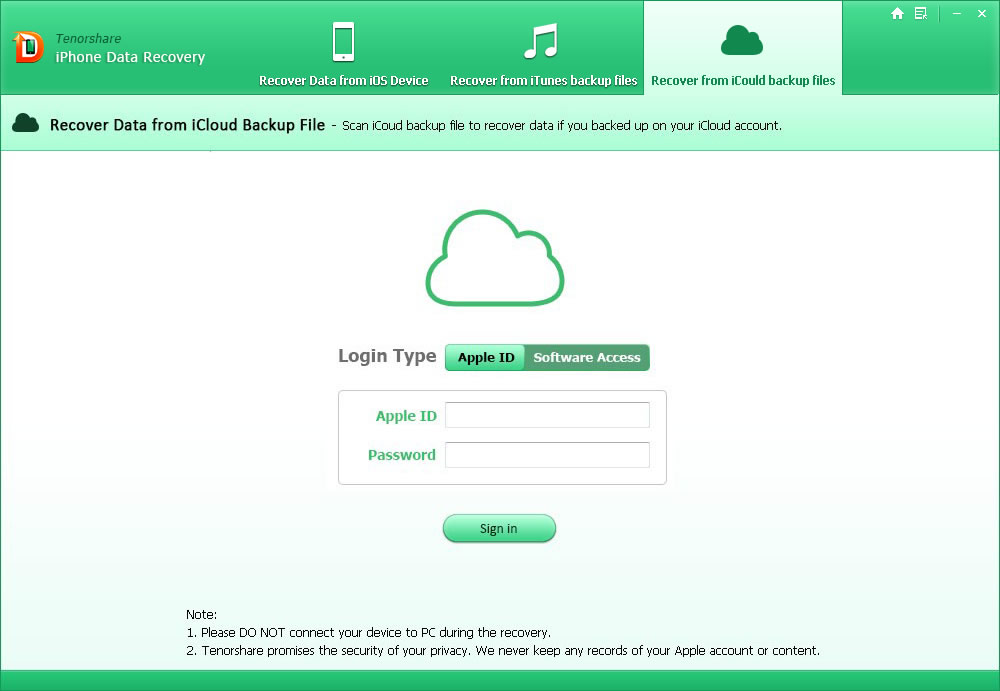 Tenorshare
iPhone Data Recovery
Recover Data from iOS Device
Recover from iTunes backup files
Recover from iCould backup files
Recover Data from iCloud Backup File - Scan iCoud backup file to recover data if you backed up on your iCloud account.
Login Type Apple ID Software Access
Apple ID
Password
Sign in
Note:
1. Please DO NOT connect your device to PC during the recovery.
2. Tenorshare promises the security of your privacy. We never keep any records of your Apple account or content.